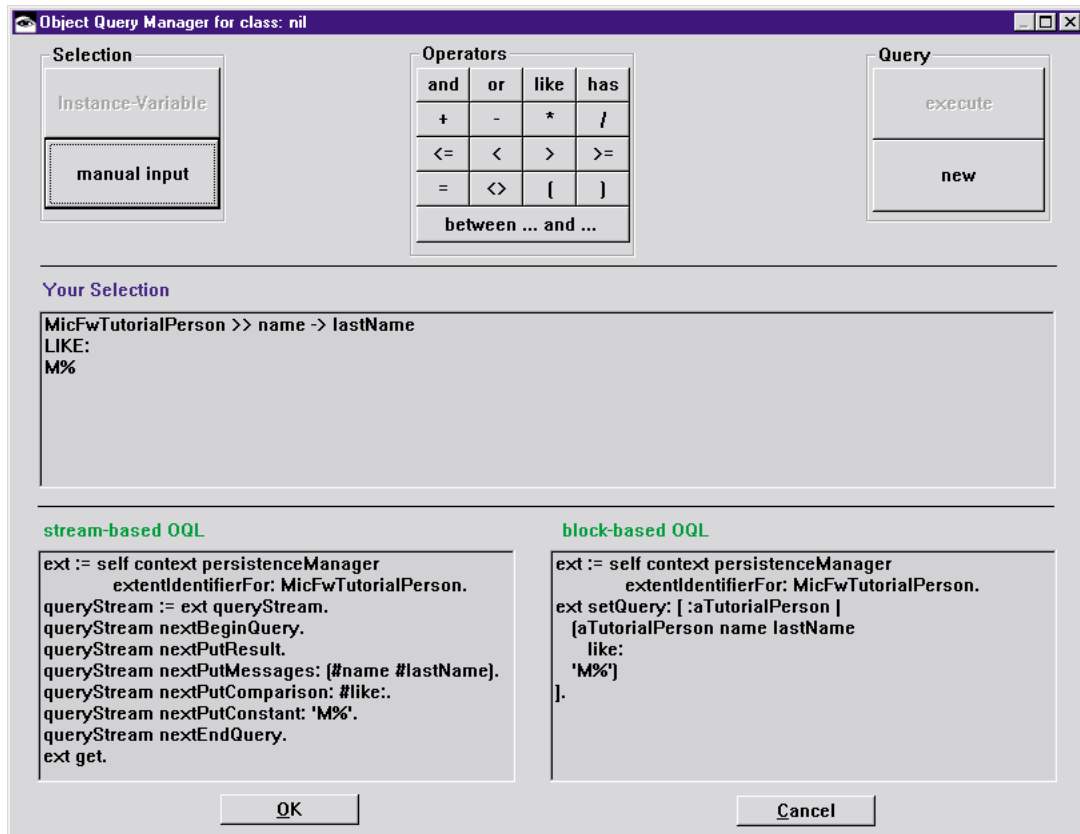 Object Query Manager for class: nil
Selection
Instance-Variable
manual input
Operators
and or like has
+ - * /
<= < > >=
= <> ( )
between ... and ...
Query
execute
new
Your Selection
MicFwTutorialPerson >> name -> lastName
LIKE:
M%
stream-based OQL
ext := self context persistenceManager
extentIdentifierFor: MicFwTutorialPerson.
queryStream := ext queryStream.
queryStream nextBeginQuery.
queryStream nextPutResult.
queryStream nextPutMessages: (#name #lastName).
queryStream nextPutComparison: #like:.
queryStream nextPutConstant: 'M%'.
queryStream nextEndQuery.
ext get.
block-based OQL
ext := self context persistenceManager
extentIdentifierFor: MicFwTutorialPerson.
ext setQuery: [ :aTutorialPerson |
(aTutorialPerson name lastName
like:
'M%')
].
OK
Cancel